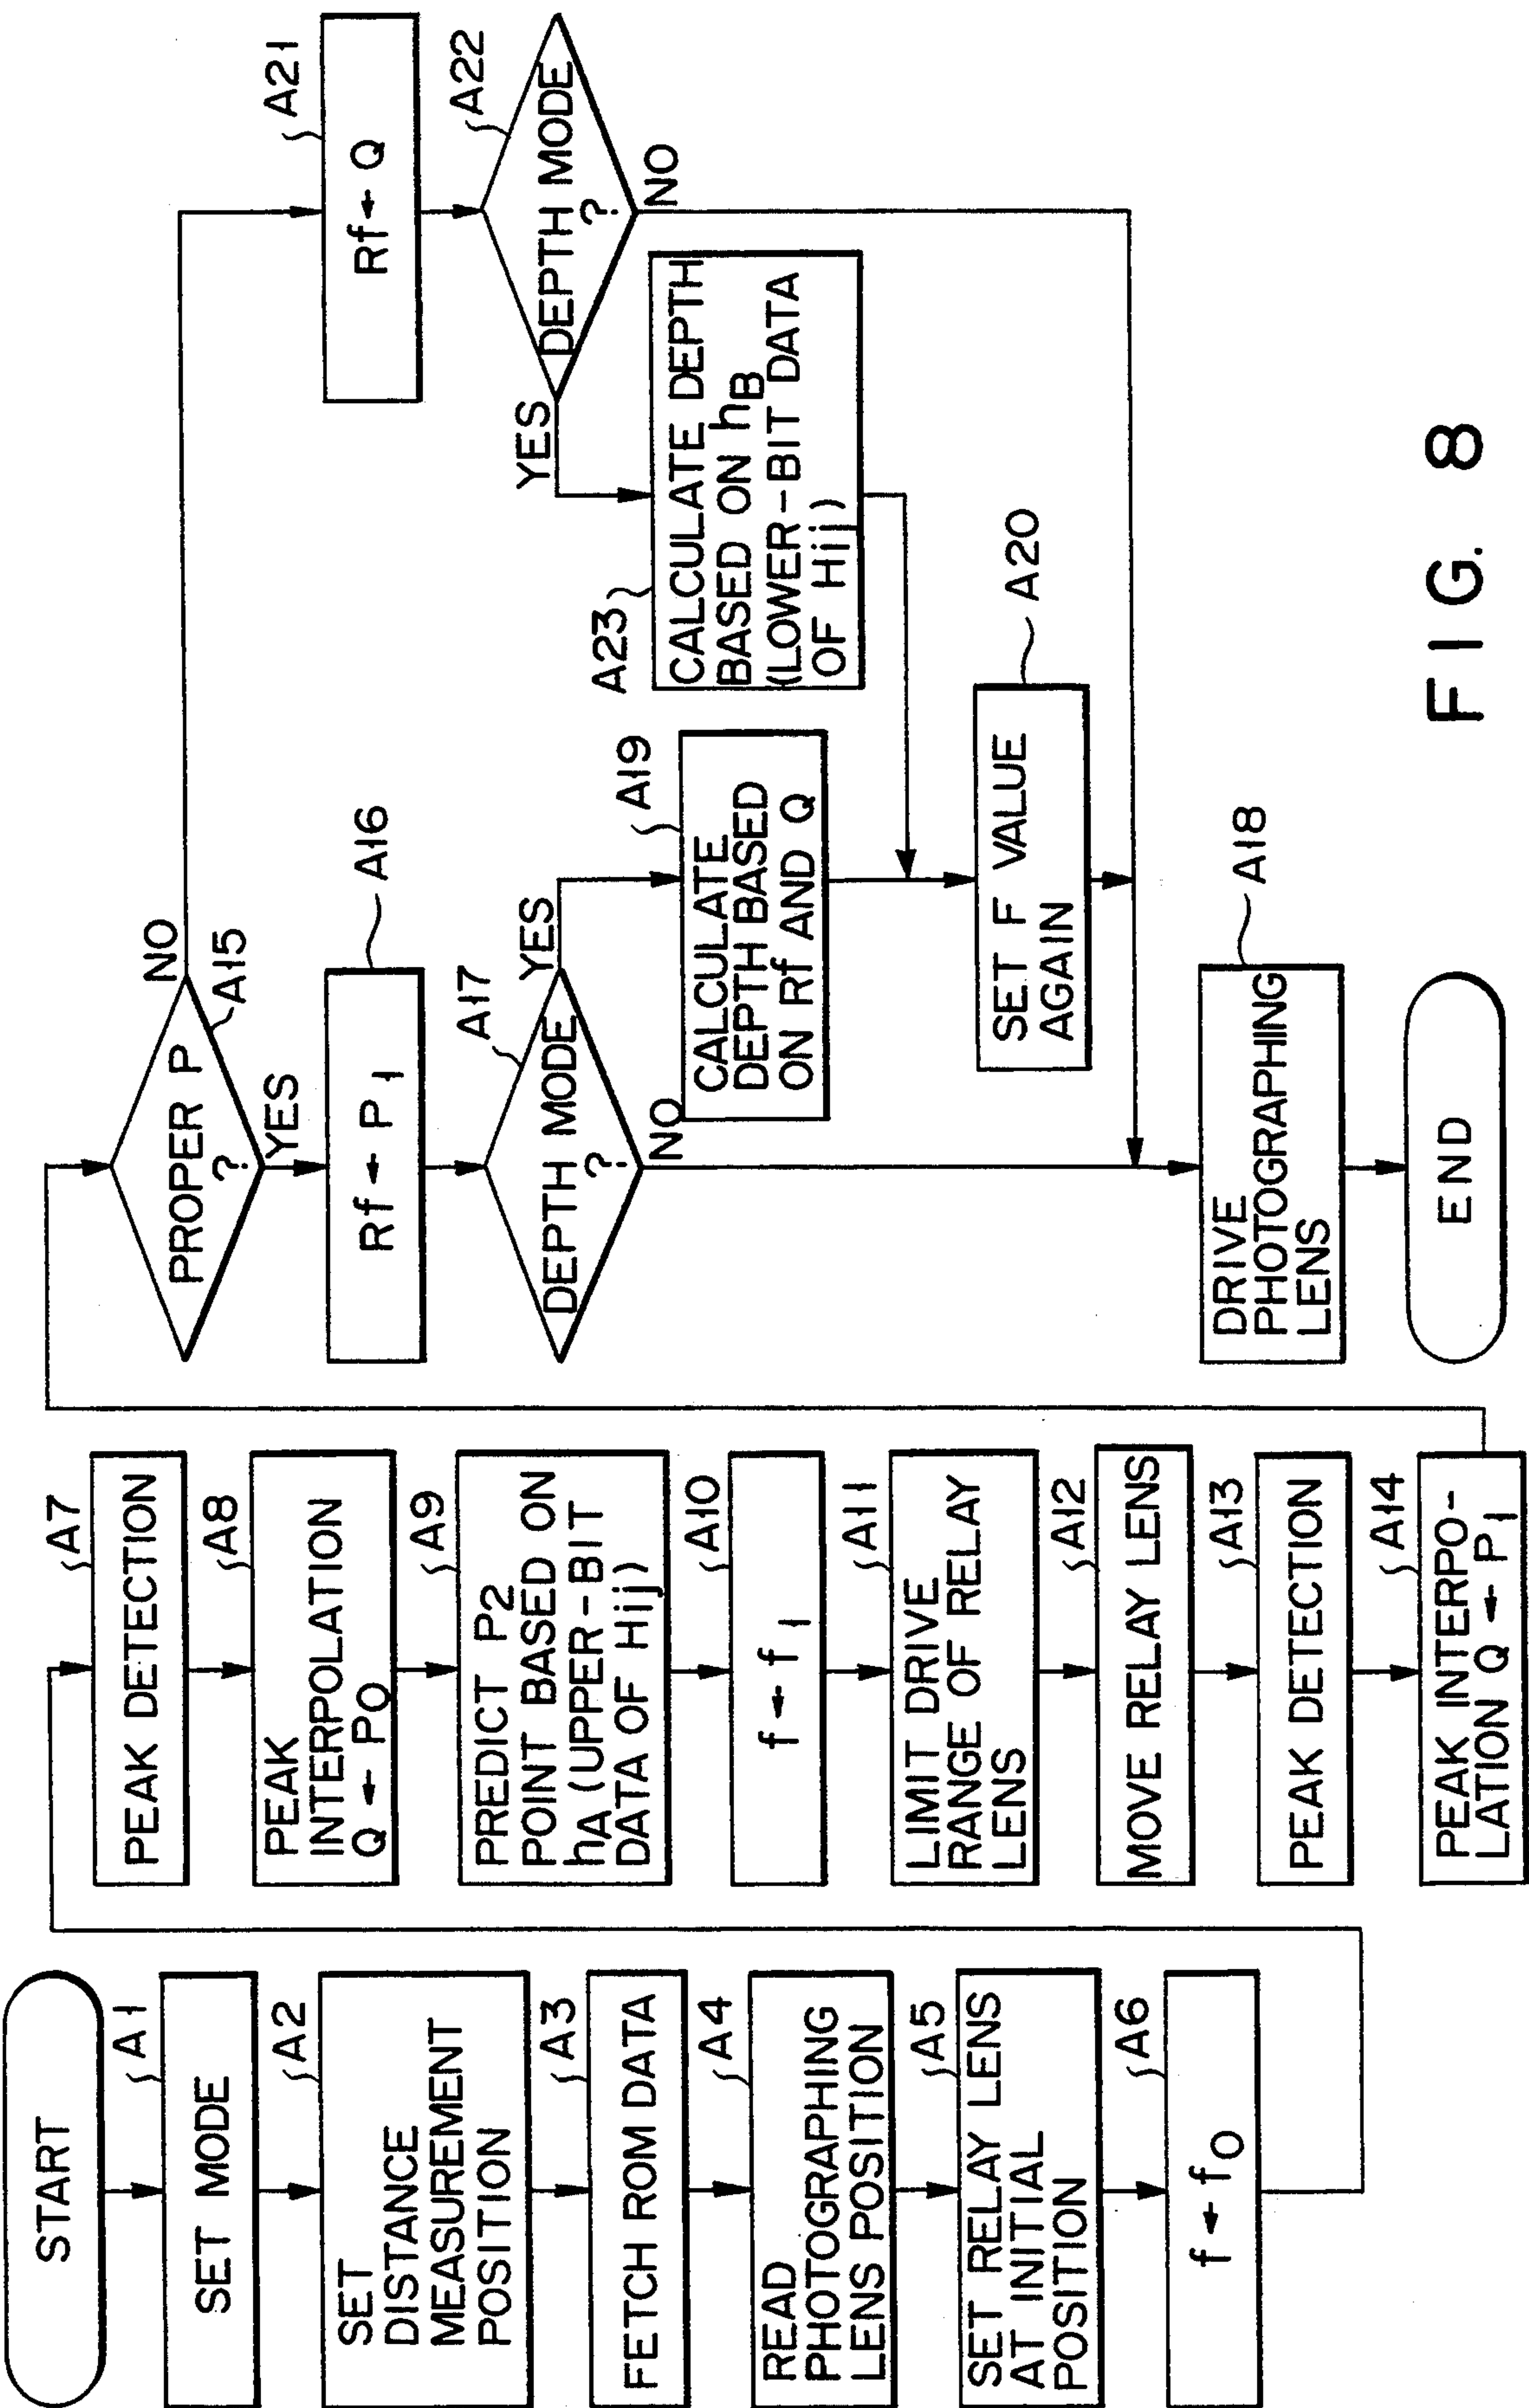 START
A1
SET MODE
A2
SET
DISTANCE
MEASUREMENT
POSITION
A3
FETCH ROM DATA
A4
READ
PHOTOGRAPHING
LENS POSITION
A5
SET RELAY LENS
AT INITIAL
POSITION
A6
f ← f0
A7
PEAK DETECTION
A8
PEAK
INTERPOLATION
Q ← P0
A9
PREDICT P2
POINT BASED ON
hA (UPPER-BIT
DATA OF Hij)
A10
f ← f1
A11
LIMIT DRIVE
RANGE OF RELAY
LENS
A12
MOVE RELAY LENS
A13
PEAK DETECTION
A14
PEAK INTERPO-
LATION Q ← P1
PROPER P
?
A15
NO
YES
A16
Rf ← P1
A17
DEPTH MODE
?
YES
NO
A19
CALCULATE
DEPTH BASED
ON Rf AND Q
A20
SET F VALUE
AGAIN
A18
DRIVE
PHOTOGRAPHING
LENS
END
A21
Rf ← Q
A22
DEPTH MODE
?
YES
NO
A23
CALCULATE DEPTH
BASED ON hB
(LOWER-BIT DATA
OF Hij)
FIG. 8